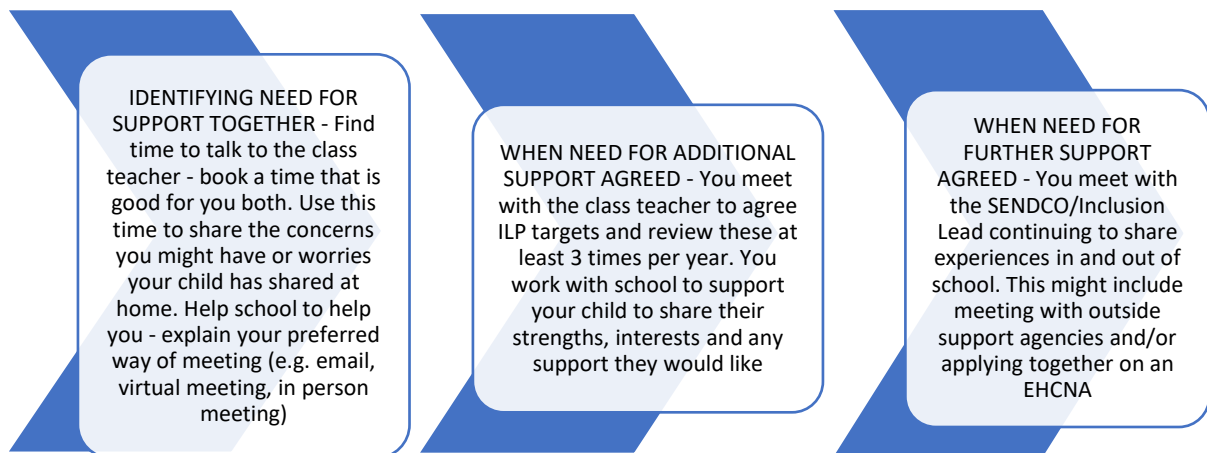 IDENTIFYING NEED FOR
SUPPORT TOGETHER - Find
time to talk to the class
teacher - book a time that is
good for you both. Use this
time to share the concerns
you might have or worries
your child has shared at
home. Help school to help
you - explain your preferred
way of meeting (e.g. email,
virtual meeting, in person
meeting)
WHEN NEED FOR ADDITIONAL
SUPPORT AGREED - You meet
with the class teacher to agree
ILP targets and review these at
least 3 times per year. You
work with school to support
your child to share their
strengths, interests and any
support they would like
WHEN NEED FOR
FURTHER SUPPORT
AGREED - You meet with
the SENDCO/Inclusion
Lead continuing to share
experiences in and out of
school. This might include
meeting with outside
support agencies and/or
applying together on an
EHCNA